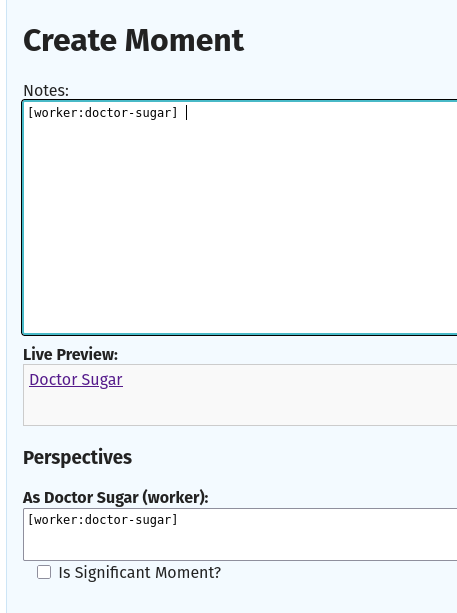 Create Moment
Notes:
[worker:doctor-sugar]
Live Preview:
Doctor Sugar
Perspectives
As Doctor Sugar (worker):
[worker:doctor-sugar]
Is Significant Moment?